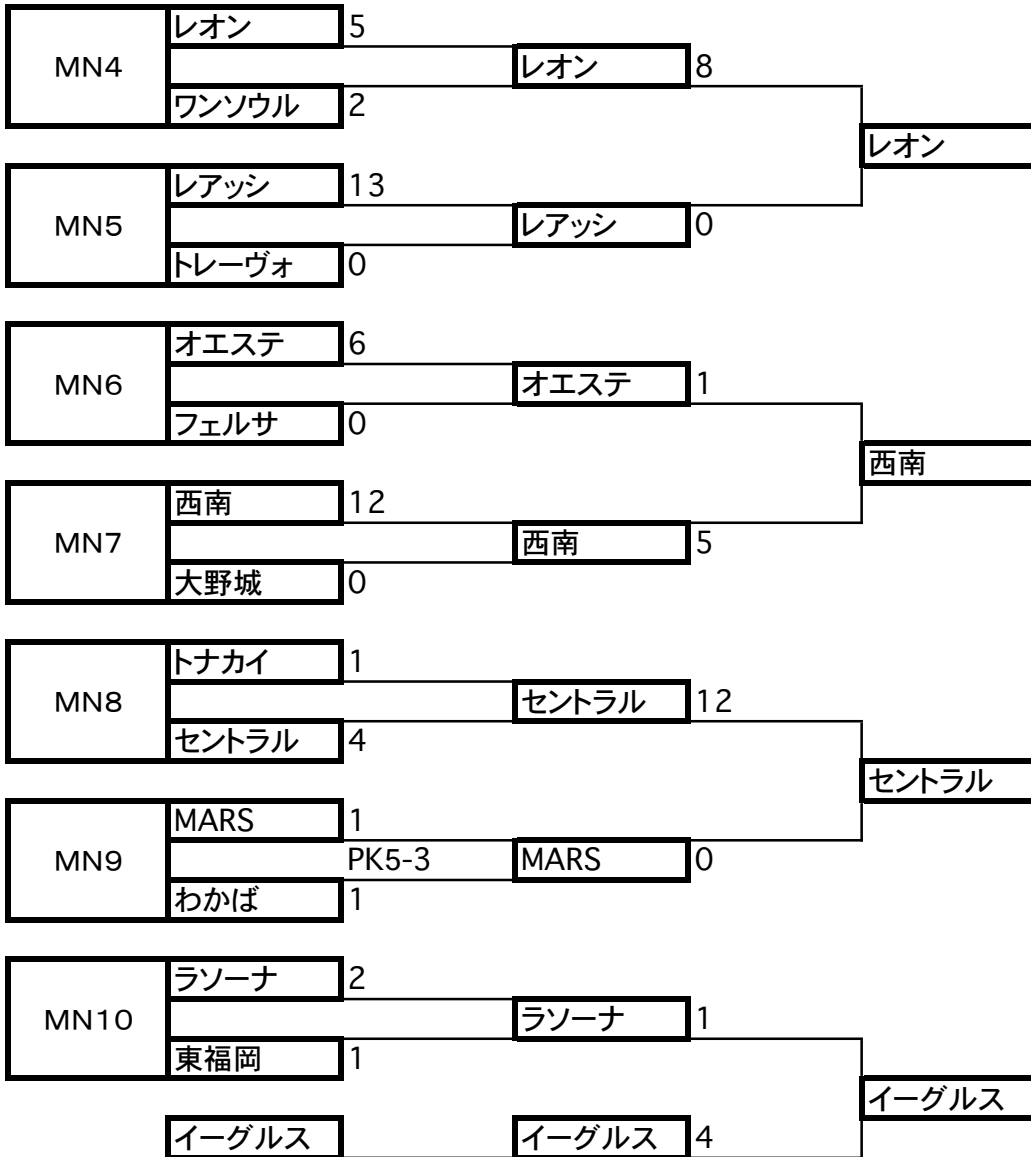 レオン 5
MN4 レオン 8
ワンソウル 2
レオン
レアッシ 13
MN5 レアッシ 0
トレーヴォ 0
オエステ 6
MN6 オエステ 1
フェルサ 0
西南
西南 12
MN7 西南 5
大野城 0
トナカイ 1
MN8 セントラル 12
セントラル 4
セントラル
MARS 1
MN9 PK5-3 MARS 0
わかば 1
ラソーナ 2
MN10 ラソーナ 1
東福岡 1
イーグルス
イーグルス イーグルス 4